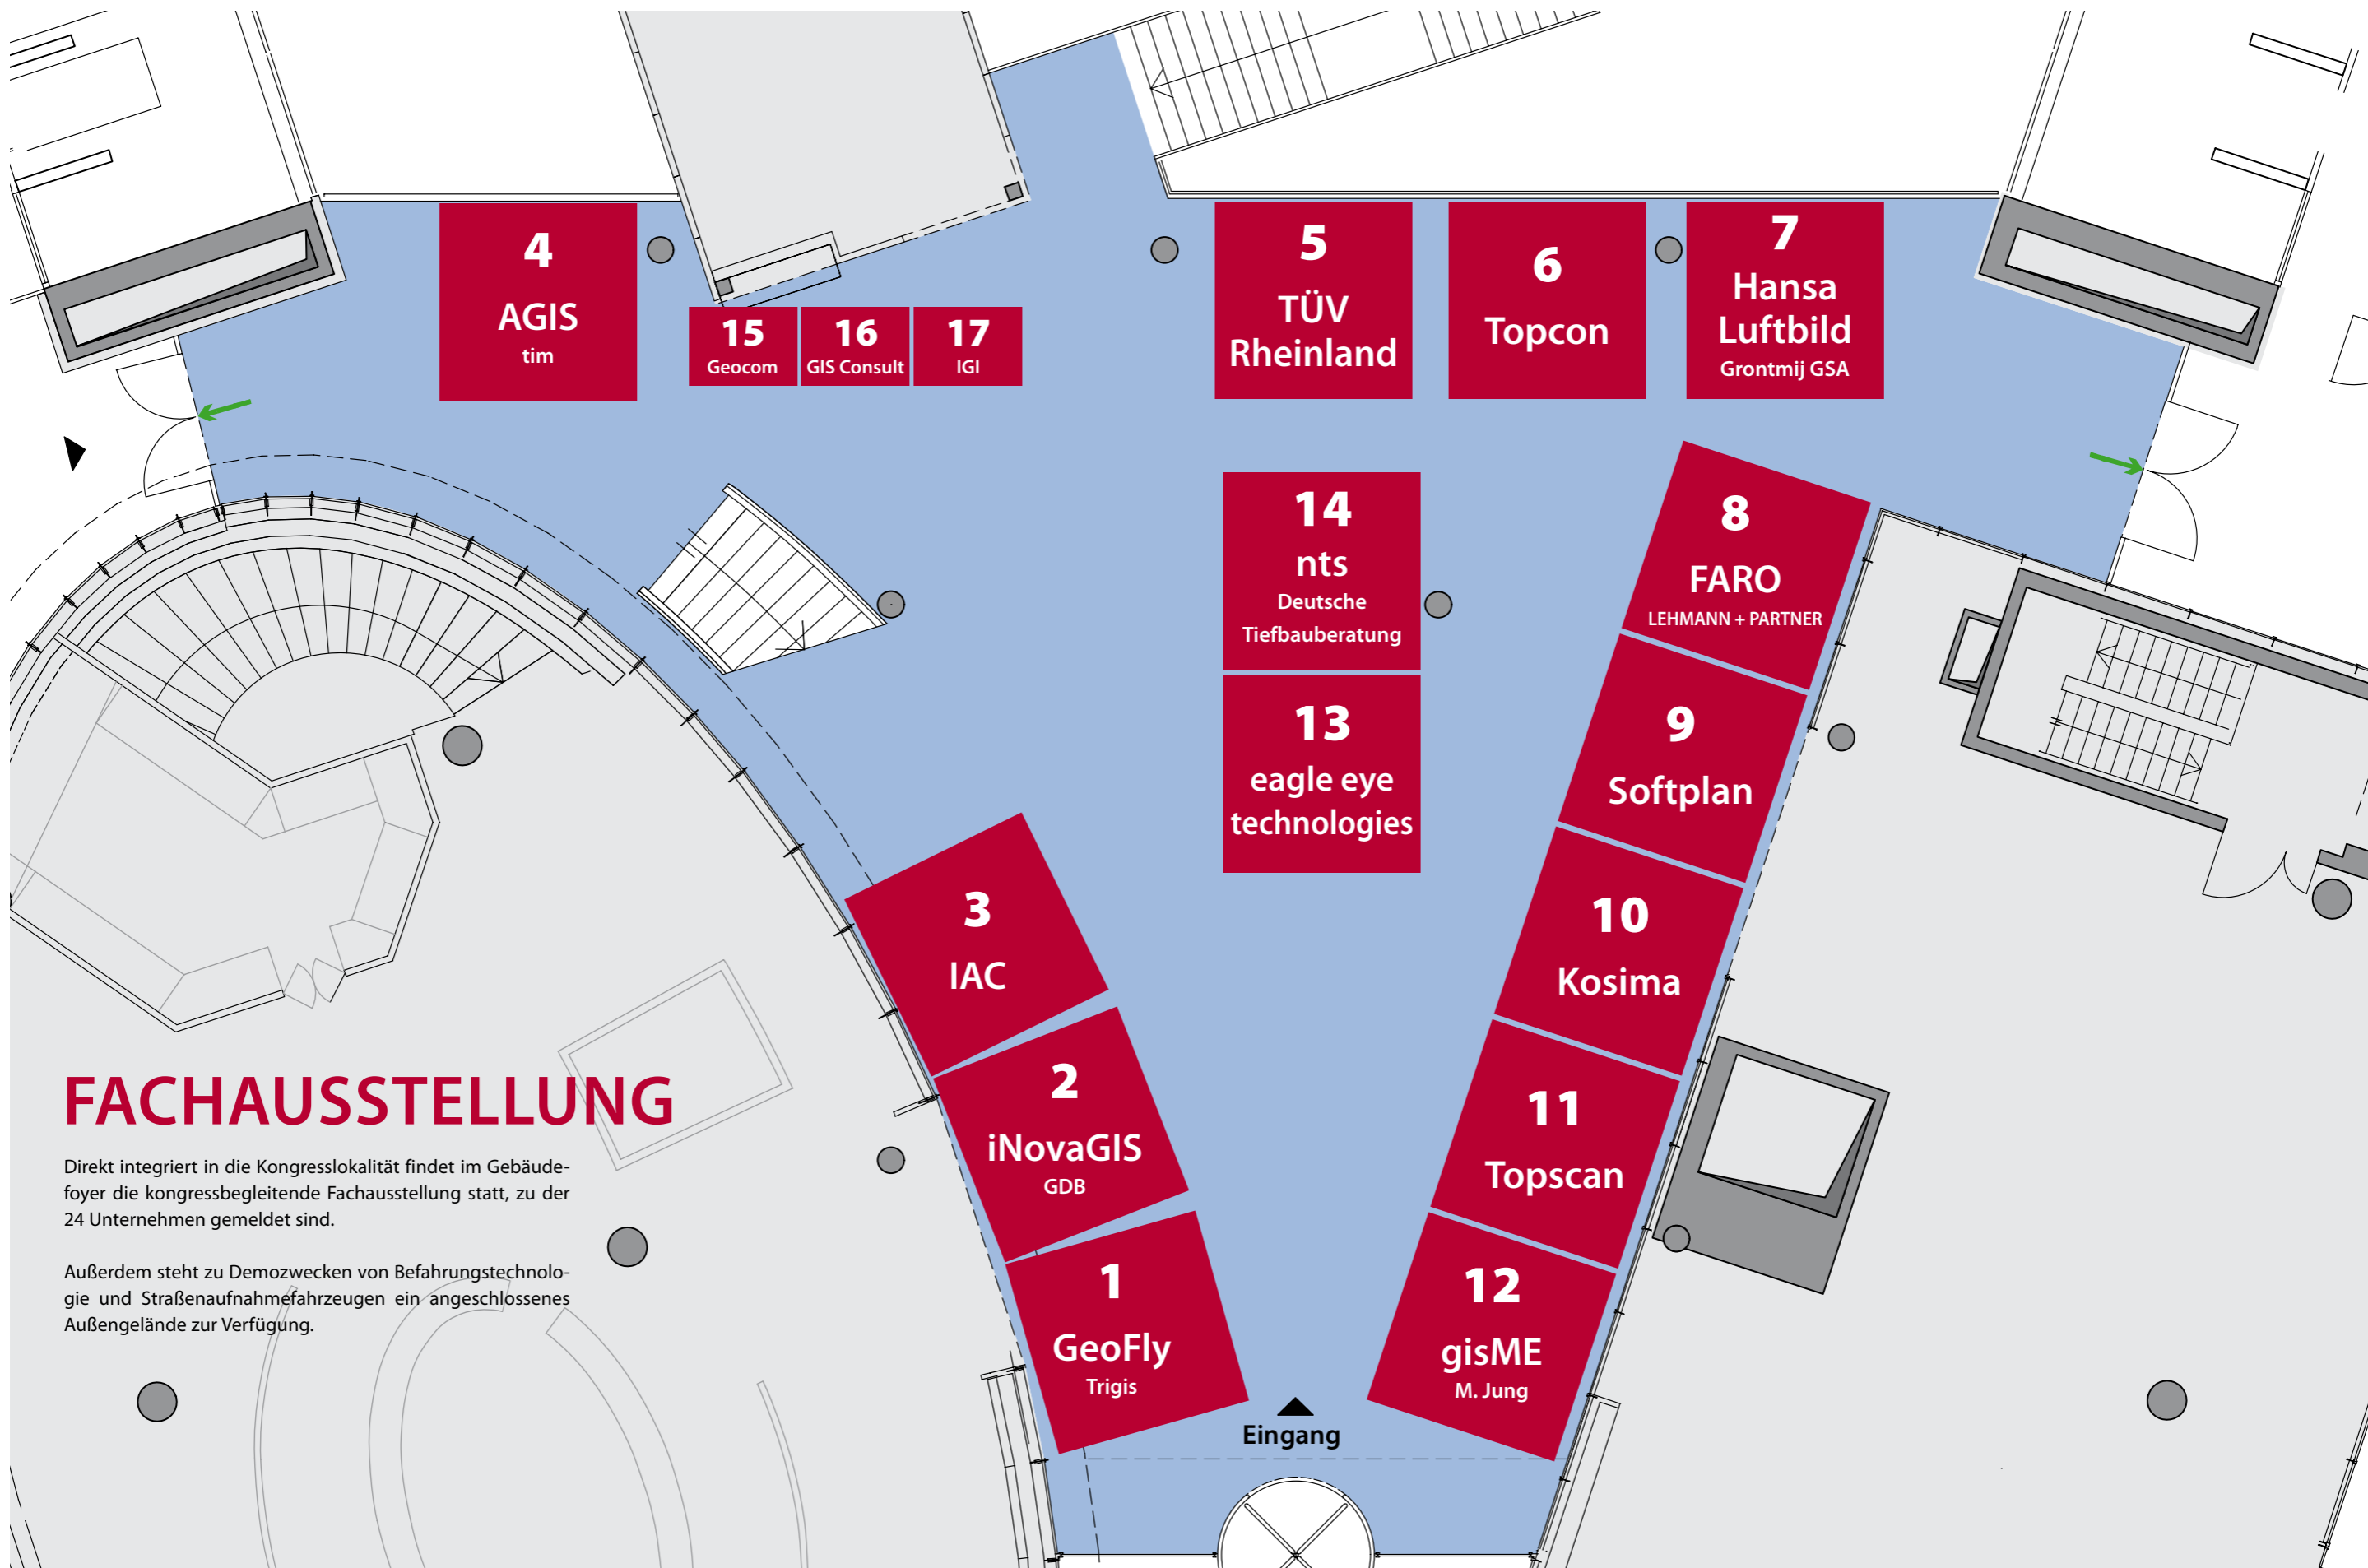 4
AGIS
tim
15
Geocom
16
GIS Consult
17
IGI
5
TÜV
Rheinland
6
Topcon
7
Hansa
Luftbild
Grontmij GSA
14
nts
Deutsche
Tiefbauberatung
13
eagle eye
technologies
8
FARO
LEHMANN + PARTNER
9
Softplan
10
Kosima
11
Topscan
12
gisME
M. Jung
3
IAC
2
iNovaGIS
GDB
1
GeoFly
Trigis
Eingang
FACHAUSSTELLUNG
Direkt integriert in die Kongresslokalität findet im Gebäude-
foyer die kongressbegleitende Fachausstellung statt, zu der
24 Unternehmen gemeldet sind.
Außerdem steht zu Demozwecken von Befahrungstechnolo-
gie und Straßenaufnahmefahrzeugen ein angeschlossenes
Außengelände zur Verfügung.